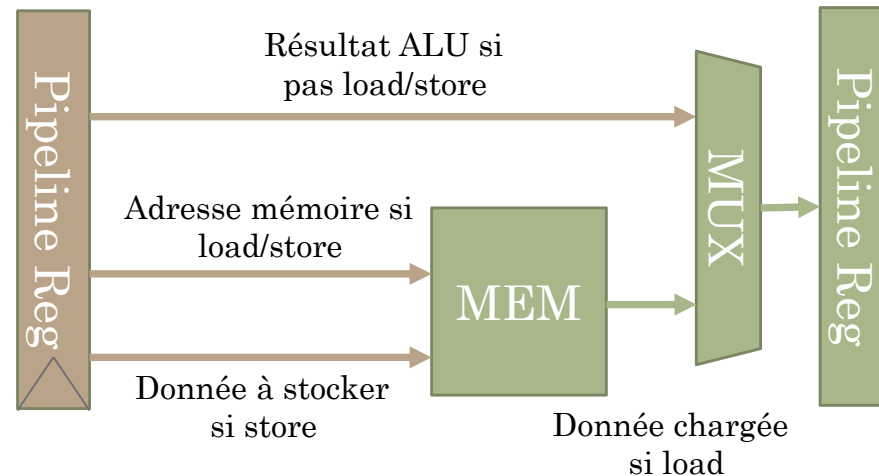 Pipeline Reg
Résultat ALU si
pas load/store
Adresse mémoire si
load/store
Donnée à stocker
si store
MEM
Donnée chargée
si load
MUX
Pipeline Reg